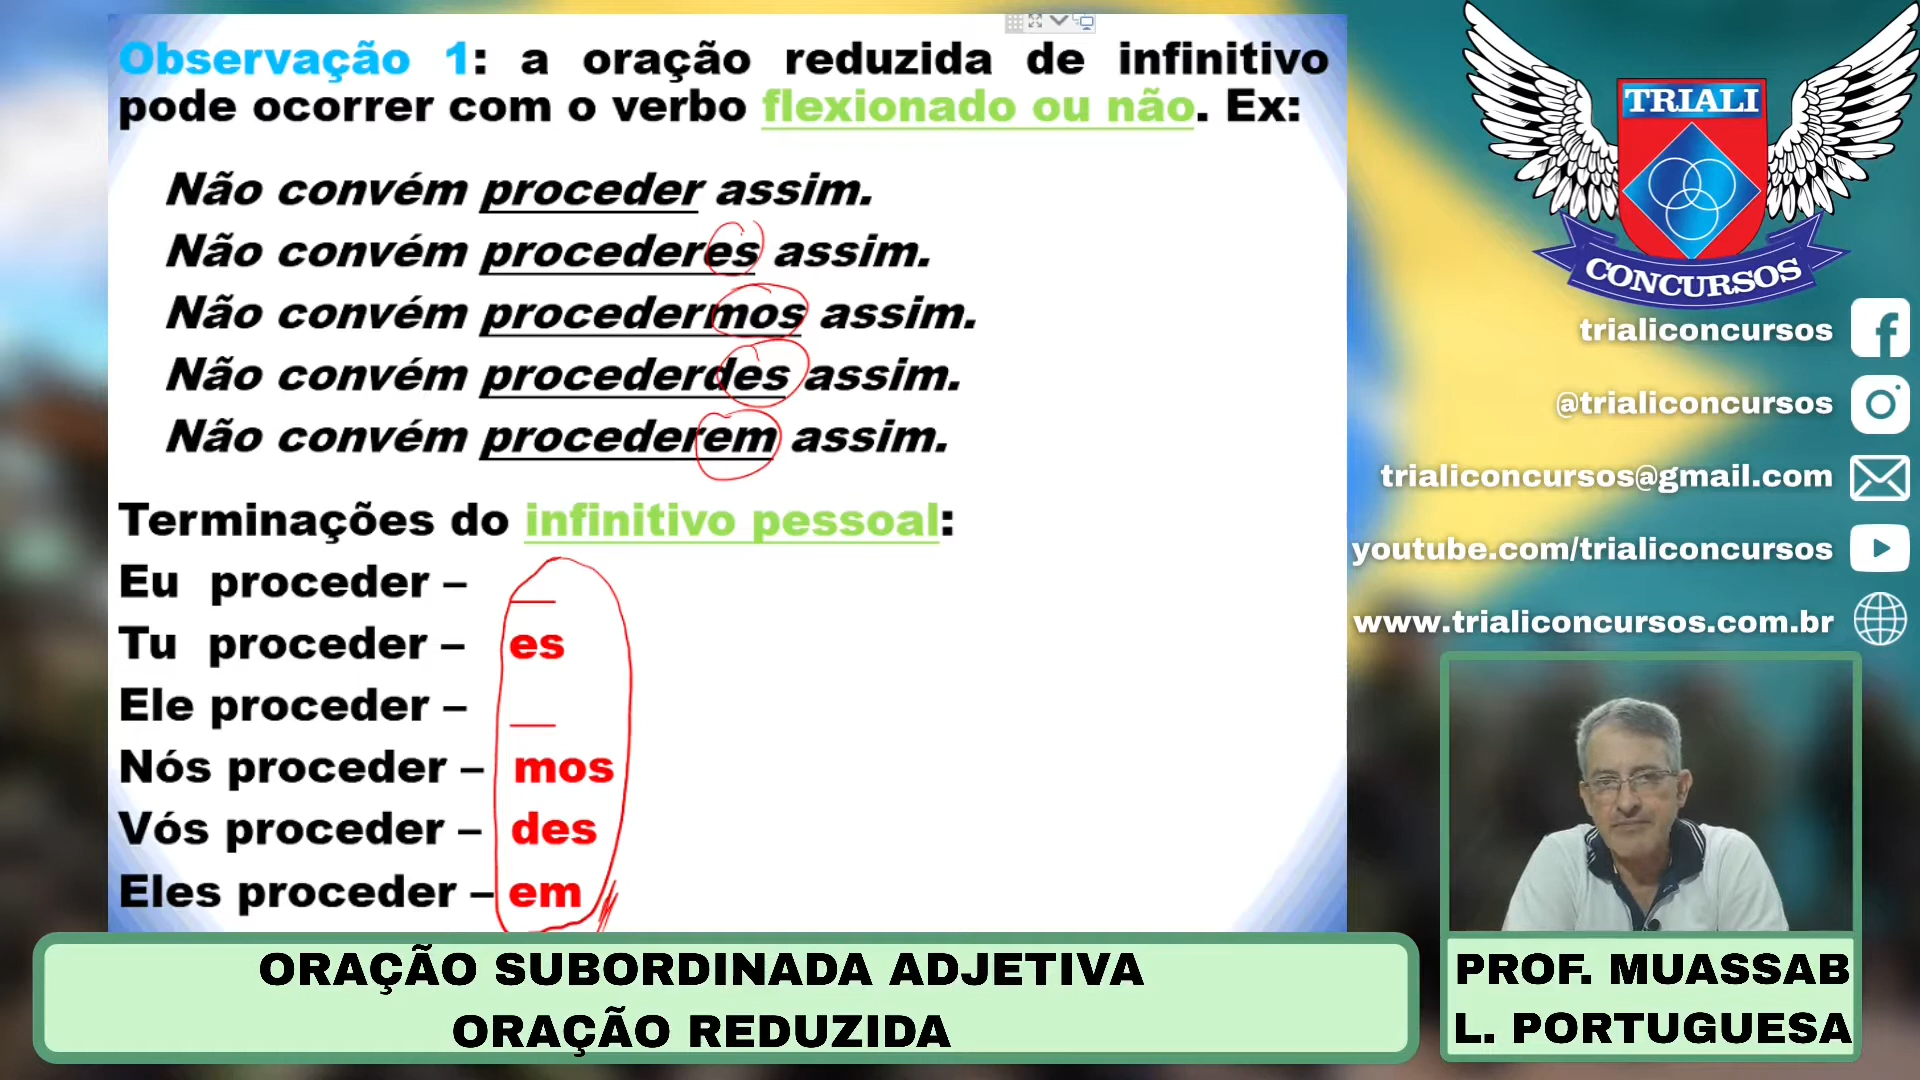 Observação 1: a oração reduzida de infinitivo
pode ocorrer com o verbo flexionado ou não. Ex:
Não convém proceder assim.
Não convém procederes assim.
Não convém procedermos assim.
Não convém procederdes assim.
Não convém procederem assim.
Terminações do infinitivo pessoal:
Eu proceder – __
Tu proceder – es
Ele proceder – __
Nós proceder – mos
Vós proceder – des
Eles proceder – em
TRIALI
CONCURSOS
trialiconcursos
@trialiconcursos
trialiconcursos@gmail.com
youtube.com/trialiconcursos
www.trialiconcursos.com.br
ORAÇÃO SUBORDINADA ADJETIVA
ORAÇÃO REDUZIDA
PROF. MUASSAB
L. PORTUGUESA